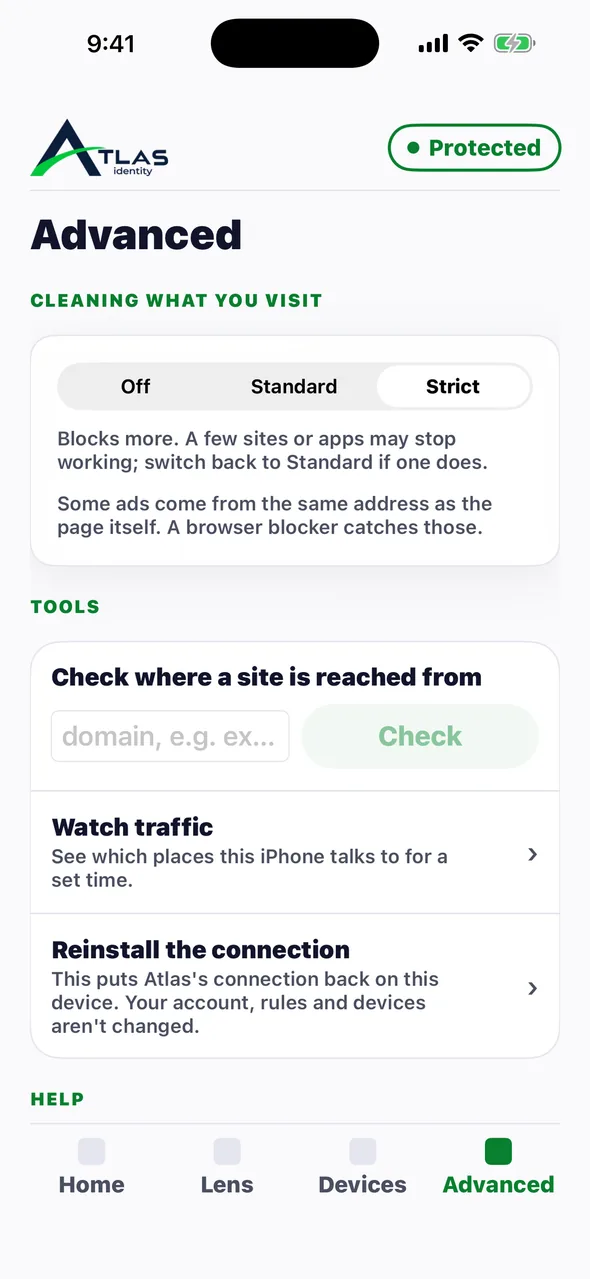 9:41
ATLAS
identity
Protected
Advanced
CLEANING WHAT YOU VISIT
Off
Standard
Strict
Blocks more. A few sites or apps may stop
working; switch back to Standard if one does.
Some ads come from the same address as the
page itself. A browser blocker catches those.
TOOLS
Check where a site is reached from
domain, e.g. ex...
Check
Watch traffic
See which places this iPhone talks to for a
set time.
Reinstall the connection
This puts Atlas's connection back on this
device. Your account, rules and devices
aren't changed.
HELP
Home
Lens
Devices
Advanced